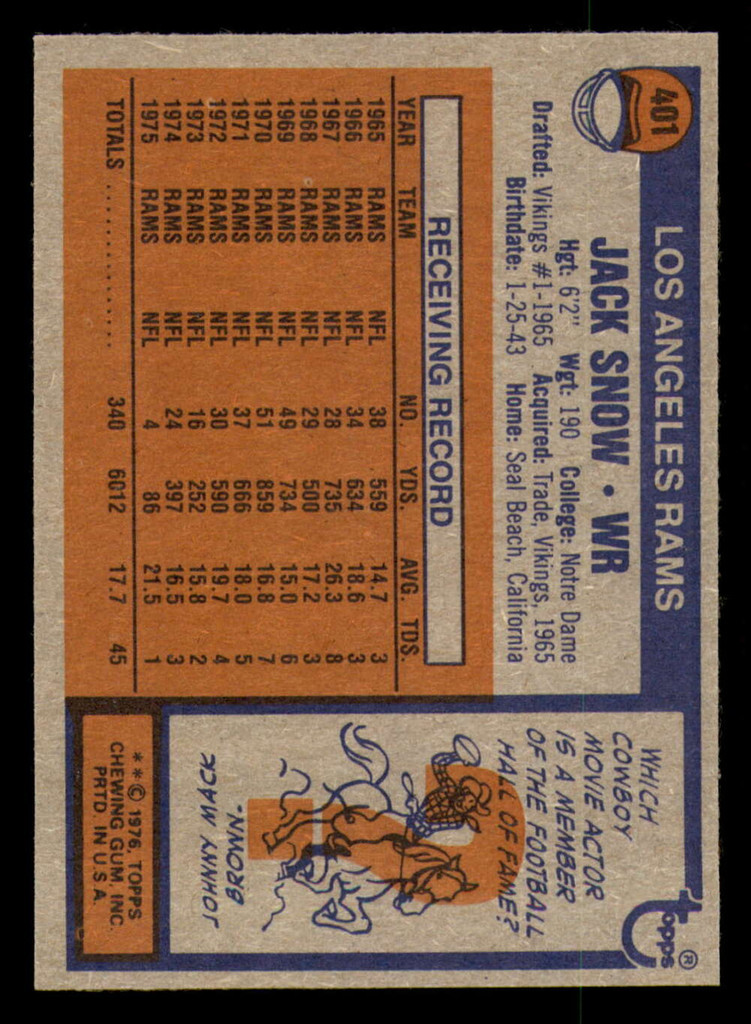 401
LOS ANGELES RAMS
JACK SNOW • WR
Hgt: 6'2" Wgt: 190 College: Notre Dame
Drafted: Vikings #1-1965 Acquired: Trade, Vikings, 1965
Birthdate: 1-25-43 Home: Seal Beach, California
RECEIVING RECORD
YEAR TEAM NO. YDS. AVG. TDS.
1965 RAMS NFL 38 559 14.7 3
1966 RAMS NFL 34 634 18.6 3
1967 RAMS NFL 28 735 26.3 8
1968 RAMS NFL 29 500 17.2 3
1969 RAMS NFL 49 734 15.0 6
1970 RAMS NFL 51 859 16.8 7
1971 RAMS NFL 37 666 18.0 5
1972 RAMS NFL 30 590 19.7 4
1973 RAMS NFL 16 252 15.8 2
1974 RAMS NFL 24 397 16.5 3
1975 RAMS NFL 4 86 21.5 1
TOTALS .................. 340 6012 17.7 45
topps®
WHICH
COWBOY
MOVIE ACTOR
IS A MEMBER
OF THE FOOTBALL
HALL OF FAME?
?
JOHNNY MACK
BROWN.
**© 1976, TOPPS
CHEWING GUM, INC.
PRTD. IN U.S.A.